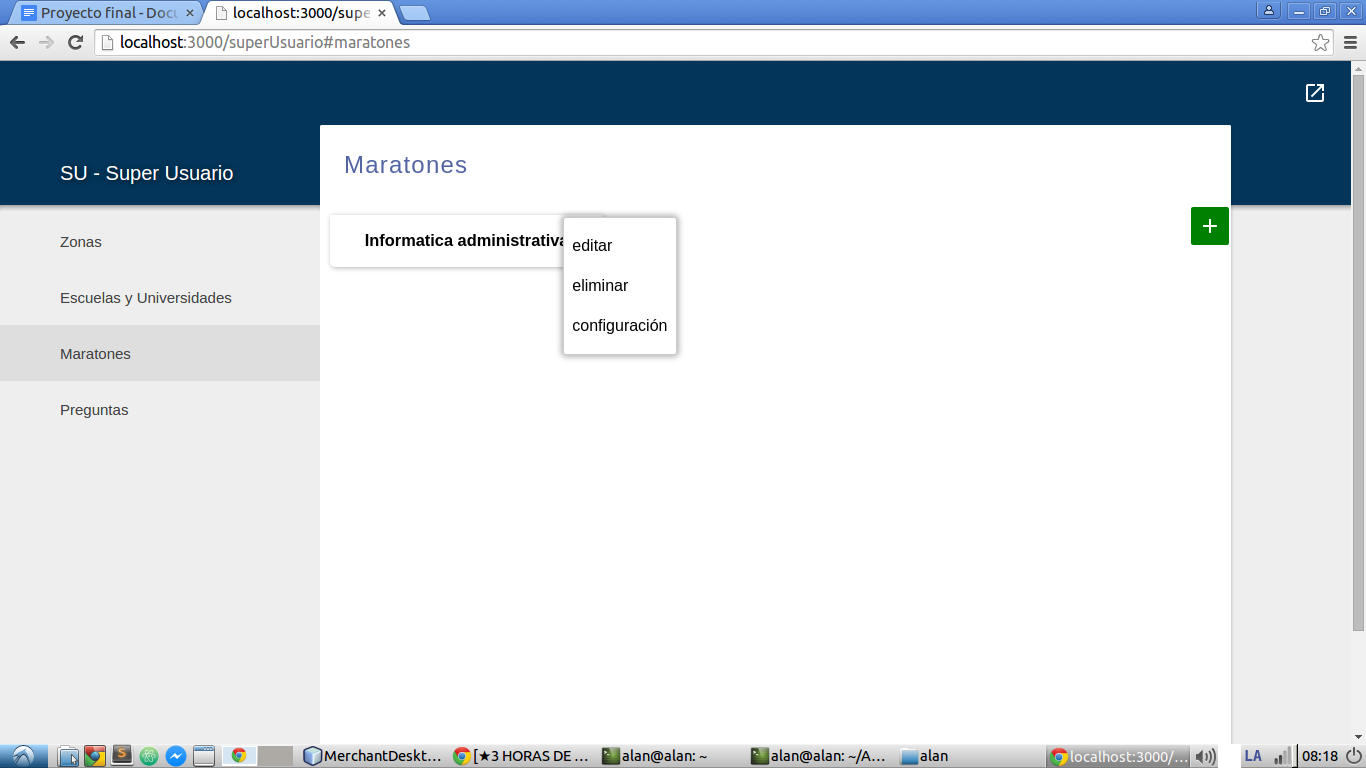 Proyecto final - Docu
localhost:3000/supe
localhost:3000/superUsuario#maratones
SU - Super Usuario
Maratones
Zonas
Escuelas y Universidades
Maratones
Preguntas
Informatica administrativa
editar
eliminar
configuración
MerchantDeskt...
[★3 HORAS DE ...
alan@alan: ~
alan@alan: ~/A...
alan
localhost:3000/...
LA
08:18